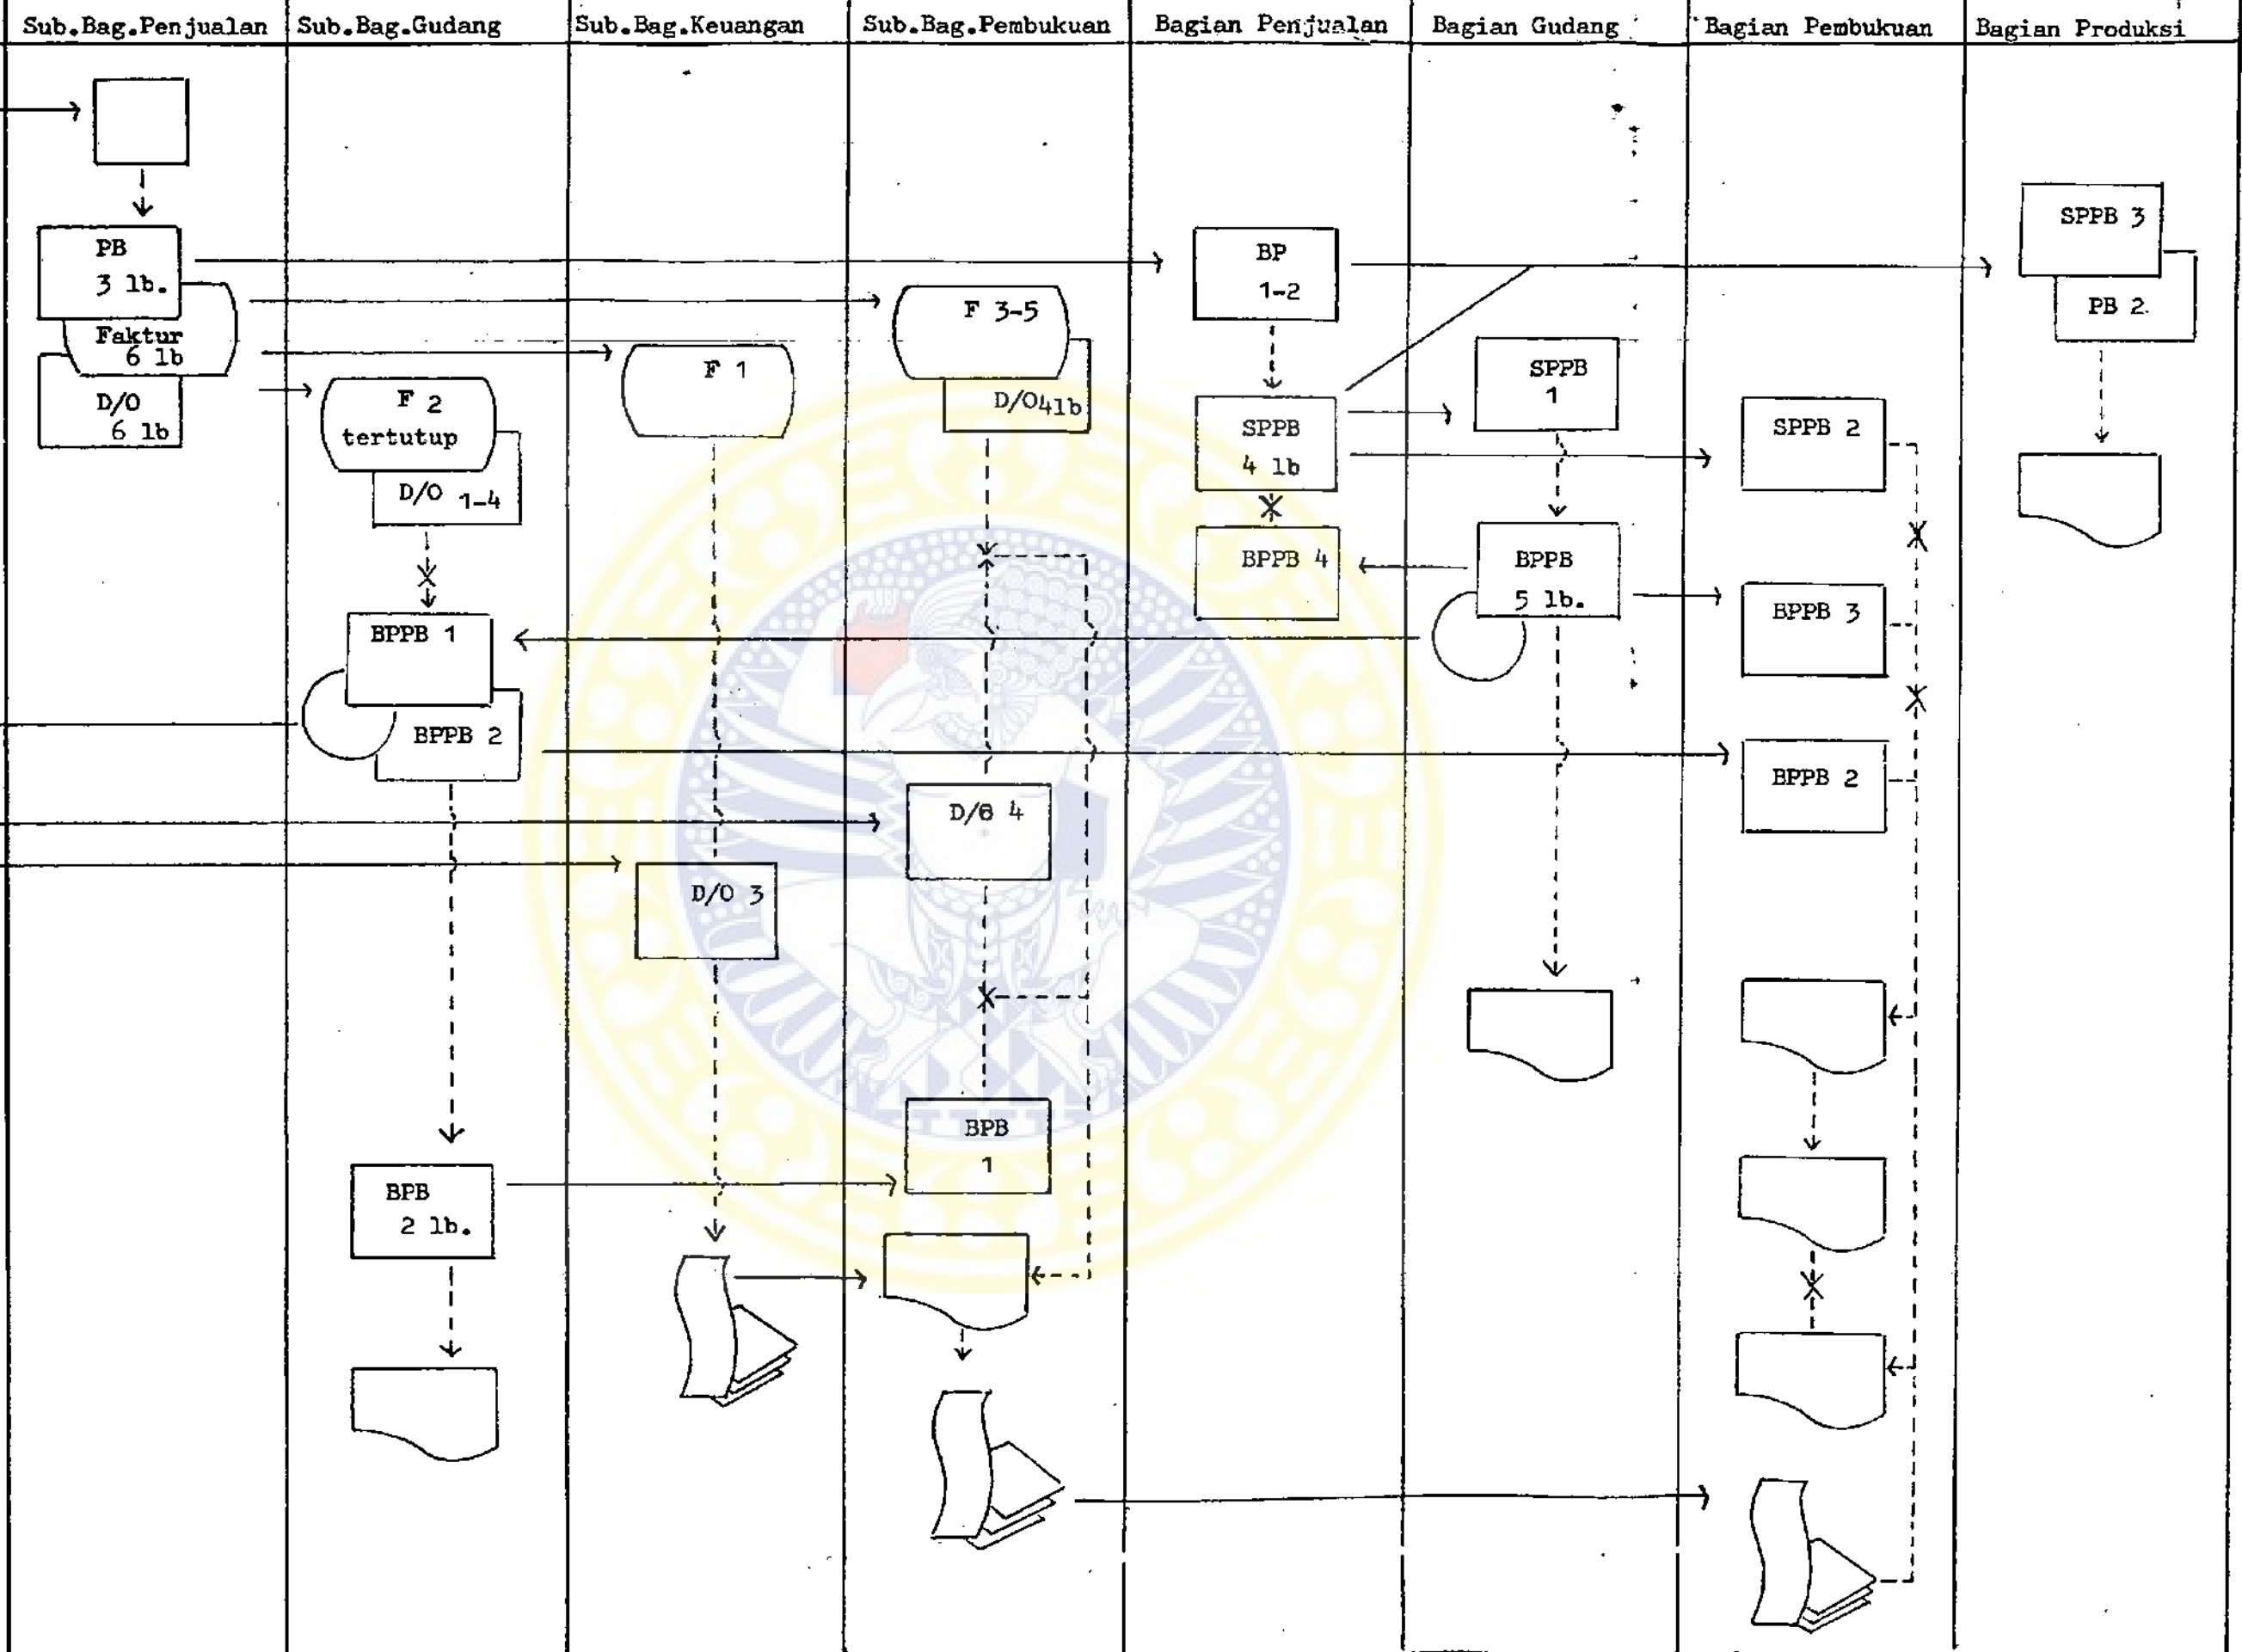 Sub.Bag.Penjualan
Sub.Bag.Gudang
Sub.Bag.Keuangan
Sub.Bag.Pembukuan
Bagian Penjualan
Bagian Gudang
Bagian Pembukuan
Bagian Produksi
PB
3 lb.
Faktur
6 lb
D/O
6 lb
F 2
tertutup
D/O 1-4
BPPB 1
BPPB 2
BPB
2 lb.
F 1
D/O 3
F 3-5
D/O4lb
D/0 4
BPB
1
BP
1-2
SPPB
4 lb
BPPB 4
SPPB
1
BPPB
5 lb.
SPPB 2
BPPB 3
BPPB 2
SPPB 3
PB 2